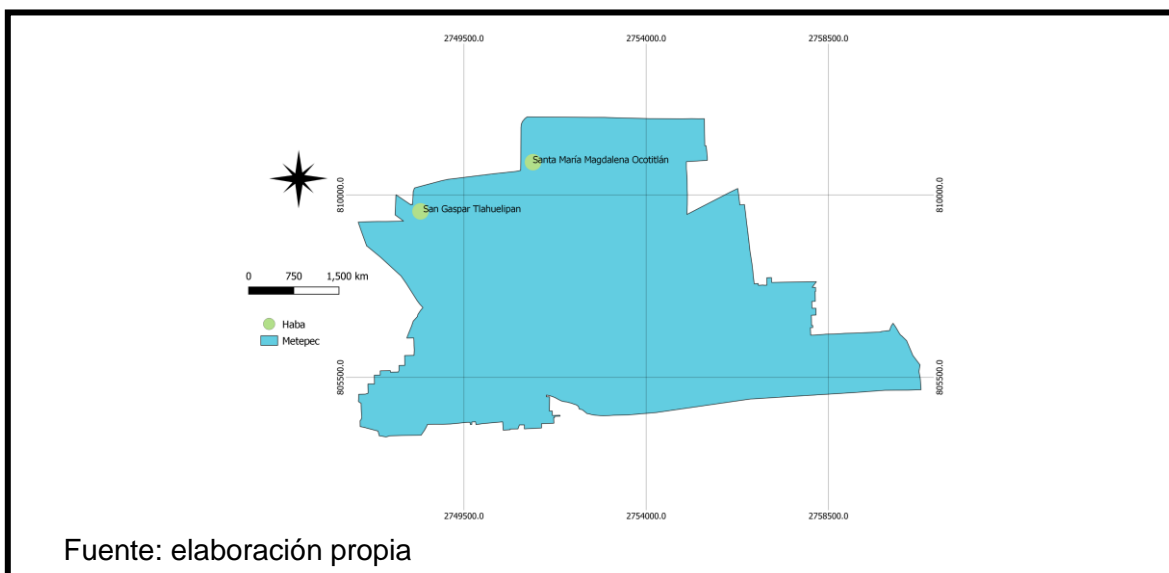 2749500.0 2754000.0 2758500.0
Santa María Magdalena Ocotitlán
810000.0 810000.0
San Gaspar Tlahuelipan
0 750 1,500 km
Haba
Metepec
805500.0 805500.0
2749500.0 2754000.0 2758500.0
Fuente: elaboración propia